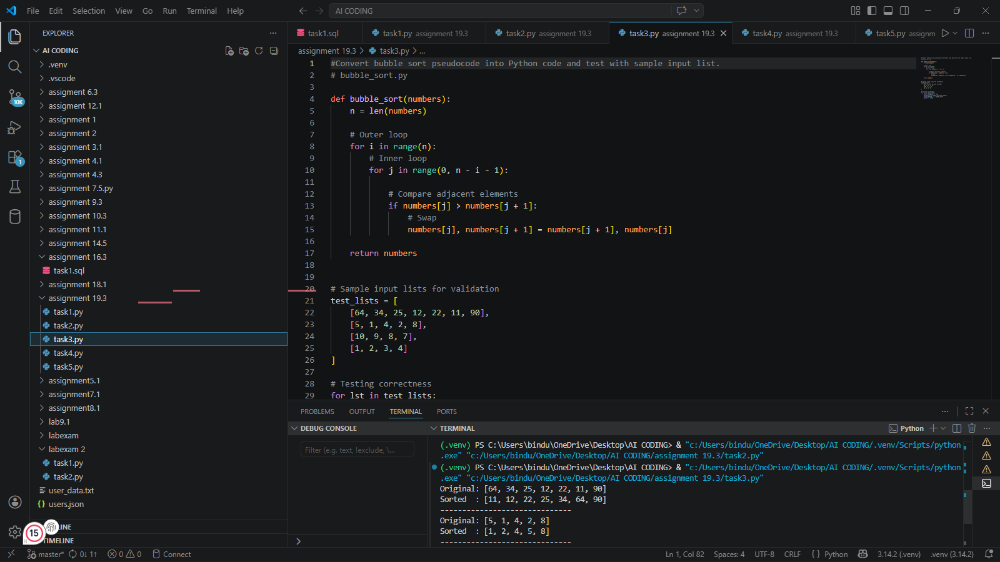 File Edit Selection View Go Run Terminal Help
AI CODING
EXPLORER
AI CODING
.venv
.vscode
assigment 6.3
assigment 12.1
assignment 1
assignment 2
assignment 3.1
assignment 4.1
assignment 4.3
assignment 7.5.py
assignment 9.3
assignment 10.3
assignment 11.1
assignment 14.5
assignment 16.3
task1.sql
assignment 18.1
assignment 19.3
task1.py
task2.py
task3.py
task4.py
task5.py
assignment5.1
assignment7.1
assignment8.1
lab9.1
labexam
labexam 2
task1.py
task2.py
user_data.txt
users.json
LINE
TIMELINE
10K
1
15
task1.sql
task1.py assignment 19.3
task2.py assignment 19.3
task3.py assignment 19.3
task4.py assignment 19.3
task5.py assignm
assignment 19.3 > task3.py > ...
1 #Convert bubble sort pseudocode into Python code and test with sample input list.
2 # bubble_sort.py
3
4 def bubble_sort(numbers):
5 n = len(numbers)
6
7 # Outer loop
8 for i in range(n):
9 # Inner loop
10 for j in range(0, n - i - 1):
11
12 # Compare adjacent elements
13 if numbers[j] > numbers[j + 1]:
14 # Swap
15 numbers[j], numbers[j + 1] = numbers[j + 1], numbers[j]
16
17 return numbers
18
19
20 # Sample input lists for validation
21 test_lists = [
22 [64, 34, 25, 12, 22, 11, 90],
23 [5, 1, 4, 2, 8],
24 [10, 9, 8, 7],
25 [1, 2, 3, 4]
26 ]
27
28 # Testing correctness
29 for lst in test_lists:
PROBLEMS OUTPUT TERMINAL PORTS
DEBUG CONSOLE
Filter (e.g. text, !exclude, \...
TERMINAL
Python
(.venv) PS C:\Users\bindu\OneDrive\Desktop\AI CODING> & "c:/Users/bindu/OneDrive/Desktop/AI CODING/.venv/Scripts/python
.exe" "c:/Users/bindu/OneDrive/Desktop/AI CODING/assignment 19.3/task2.py"
(.venv) PS C:\Users\bindu\OneDrive\Desktop\AI CODING> & "c:/Users/bindu/OneDrive/Desktop/AI CODING/.venv/Scripts/python
.exe" "c:/Users/bindu/OneDrive/Desktop/AI CODING/assignment 19.3/task3.py"
Original: [64, 34, 25, 12, 22, 11, 90]
Sorted  : [11, 12, 22, 25, 34, 64, 90]
------------------------------
Original: [5, 1, 4, 2, 8]
Sorted  : [1, 2, 4, 5, 8]
------------------------------
master* 0↓ 1↑ 0 0 Connect
Ln 1, Col 82 Spaces: 4 UTF-8 CRLF { } Python 3.14.2 (.venv) .venv (3.14.2)